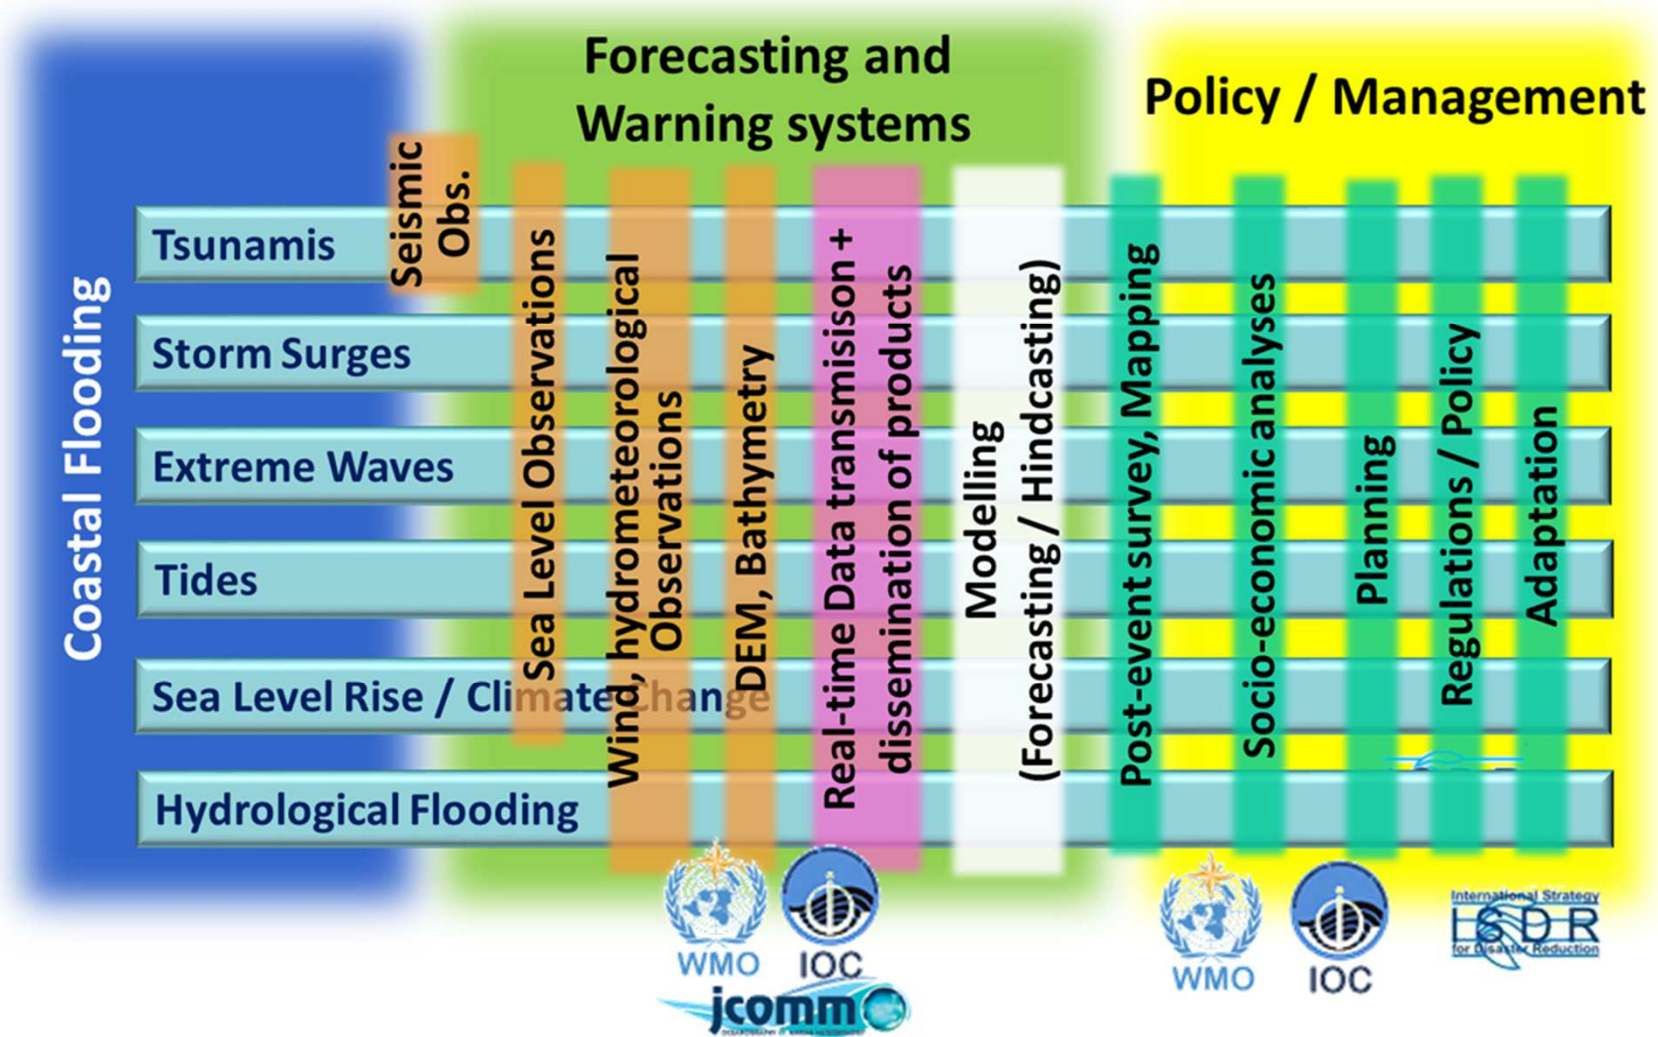 Forecasting and
Warning systems
Policy / Management
Coastal Flooding
Tsunamis
Storm Surges
Extreme Waves
Tides
Sea Level Rise / Climate Change
Hydrological Flooding
Seismic
Obs.
Sea Level Observations
Wind, hydrometeorological
Observations
DEM, Bathymetry
Real-time Data transmisison +
dissemination of products
Modelling
(Forecasting / Hindcasting)
Post-event survey, Mapping
Socio-economic analyses
Planning
Regulations / Policy
Adaptation
WMO
IOC
jcomm
WMO
IOC
International Strategy
ISDR
for Disaster Reduction